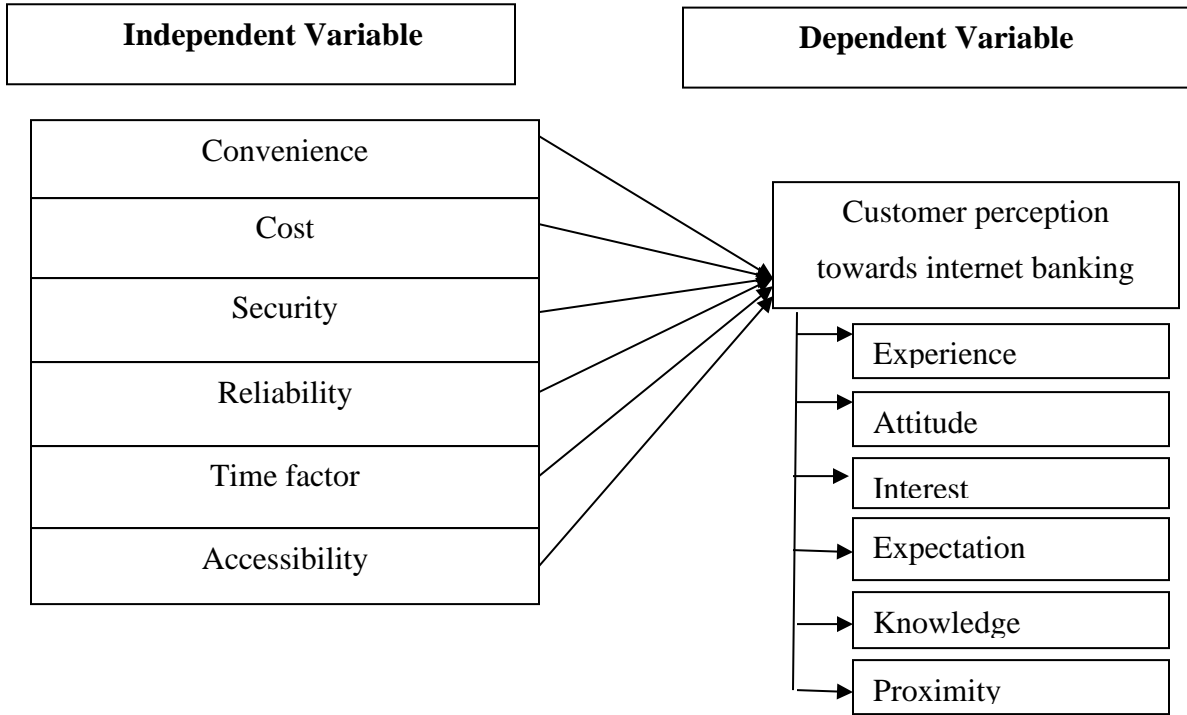 Independent Variable
Dependent Variable
Convenience
Cost
Security
Reliability
Time factor
Accessibility
Customer perception
towards internet banking
Experience
Attitude
Interest
Expectation
Knowledge
Proximity